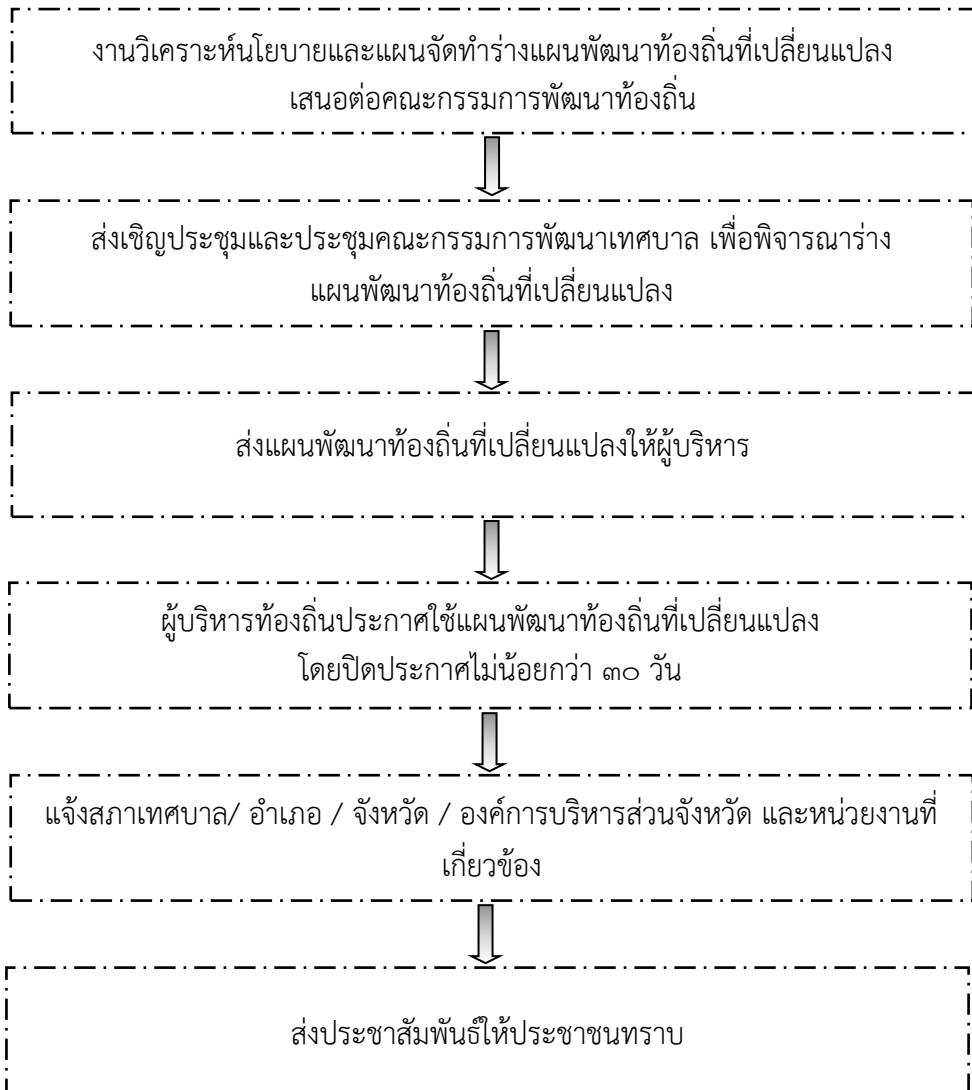 งานวิเคราะห์นโยบายและแผนจัดทำร่างแผนพัฒนาท้องถิ่นที่เปลี่ยนแปลง
เสนอต่อคณะกรรมการพัฒนาท้องถิ่น
ส่งเชิญประชุมและประชุมคณะกรรมการพัฒนาเทศบาล เพื่อพิจารณาร่าง
แผนพัฒนาท้องถิ่นที่เปลี่ยนแปลง
ส่งแผนพัฒนาท้องถิ่นที่เปลี่ยนแปลงให้ผู้บริหาร
ผู้บริหารท้องถิ่นประกาศใช้แผนพัฒนาท้องถิ่นที่เปลี่ยนแปลง
โดยปิดประกาศไม่น้อยกว่า ๓๐ วัน
แจ้งสภาเทศบาล/ อำเภอ / จังหวัด / องค์การบริหารส่วนจังหวัด และหน่วยงานที่
เกี่ยวข้อง
ส่งประชาสัมพันธ์ให้ประชาชนทราบ